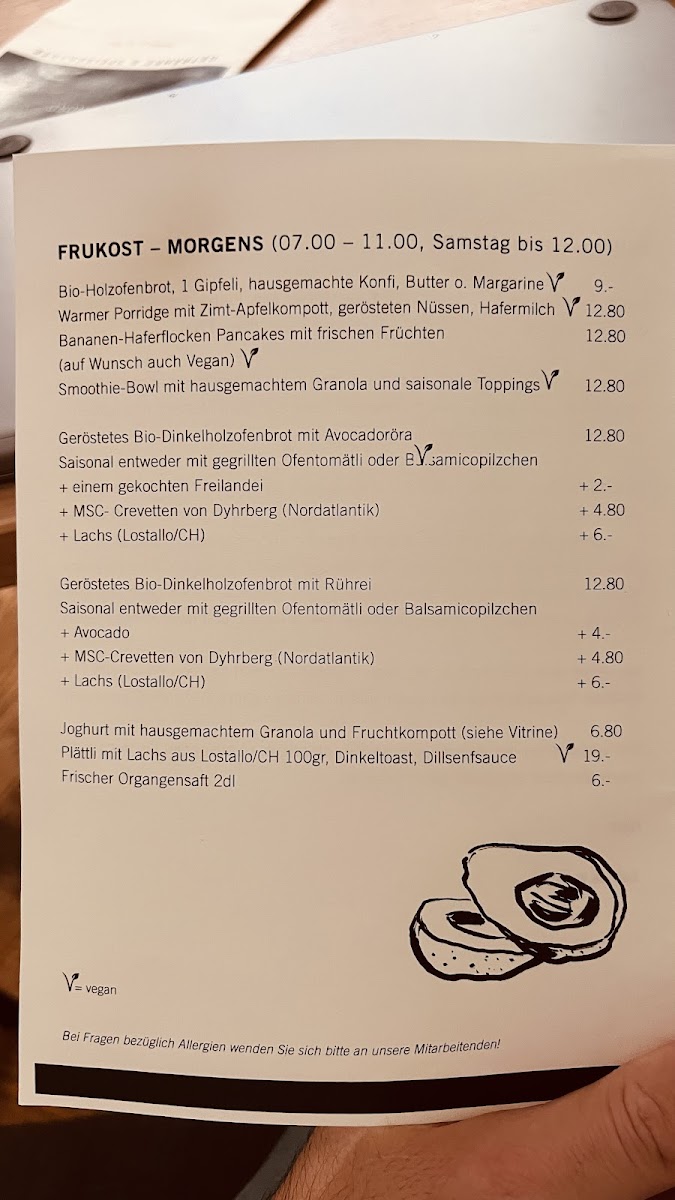 FRUKOST – MORGENS (07.00 – 11.00, Samstag bis 12.00)
Bio-Holzofenbrot, 1 Gipfeli, hausgemachte Konfi, Butter o. Margarine V 9.-
Warmer Porridge mit Zimt-Apfelkompott, gerösteten Nüssen, Hafermilch V 12.80
Bananen-Haferflocken Pancakes mit frischen Früchten 12.80
(auf Wunsch auch Vegan) V
Smoothie-Bowl mit hausgemachtem Granola und saisonale Toppings V 12.80
Geröstetes Bio-Dinkelholzofenbrot mit Avocadoröra 12.80
Saisonal entweder mit gegrillten Ofentomätli oder BVsamicopilzchen
+ einem gekochten Freilandei + 2.-
+ MSC- Crevetten von Dyhrberg (Nordatlantik) + 4.80
+ Lachs (Lostallo/CH) + 6.-
Geröstetes Bio-Dinkelholzofenbrot mit Rührei 12.80
Saisonal entweder mit gegrillten Ofentomätli oder Balsamicopilzchen
+ Avocado + 4.-
+ MSC-Crevetten von Dyhrberg (Nordatlantik) + 4.80
+ Lachs (Lostallo/CH) + 6.-
Joghurt mit hausgemachtem Granola und Fruchtkompott (siehe Vitrine) 6.80
Plättli mit Lachs aus Lostallo/CH 100gr, Dinkeltoast, Dillsenfsauce V 19.-
Frischer Organgensaft 2dl 6.-
V = vegan
Bei Fragen bezüglich Allergien wenden Sie sich bitte an unsere Mitarbeitenden!